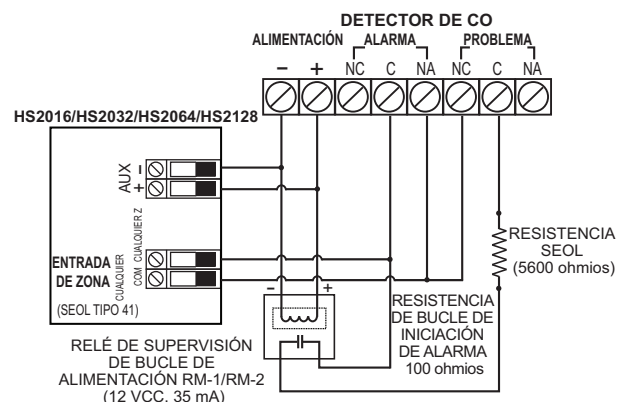 DETECTOR DE CO
ALIMENTACIÓN ALARMA PROBLEMA
– + NC C NA NC C NA
HS2016/HS2032/HS2064/HS2128
AUX
–
+
CUALQUIER Z
COM
CUALQUIER
ENTRADA
DE ZONA
(SEOL TIPO 41)
RESISTENCIA
SEOL
(5600 ohmios)
– +
RESISTENCIA
DE BUCLE DE
INICIACIÓN
DE ALARMA
100 ohmios
RELÉ DE SUPERVISIÓN
DE BUCLE DE
ALIMENTACIÓN RM-1/RM-2
(12 VCC, 35 mA)